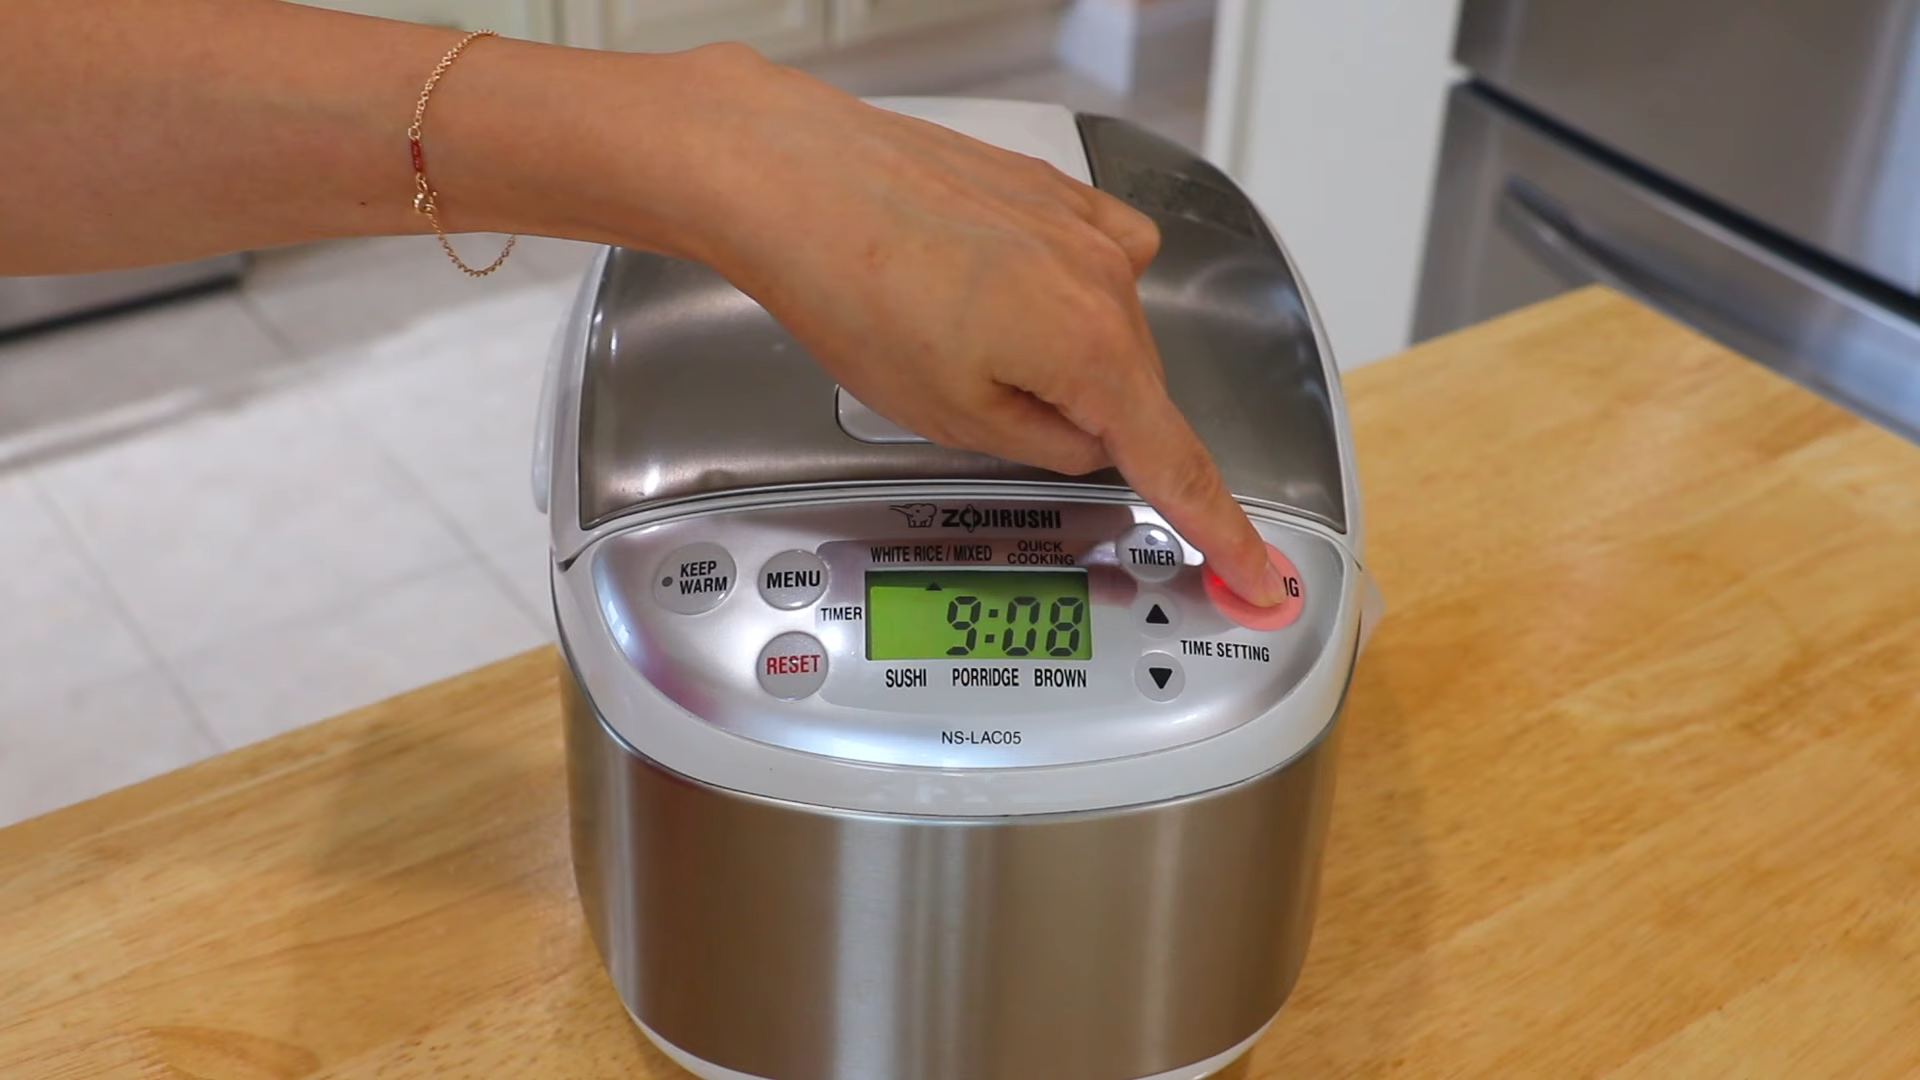 ZOJIRUSHI
WHITE RICE / MIXED
QUICK
COOKING
KEEP
WARM
MENU
TIMER
TIMER
9:08
RESET
TIME SETTING
SUSHI PORRIDGE BROWN
NS-LAC05